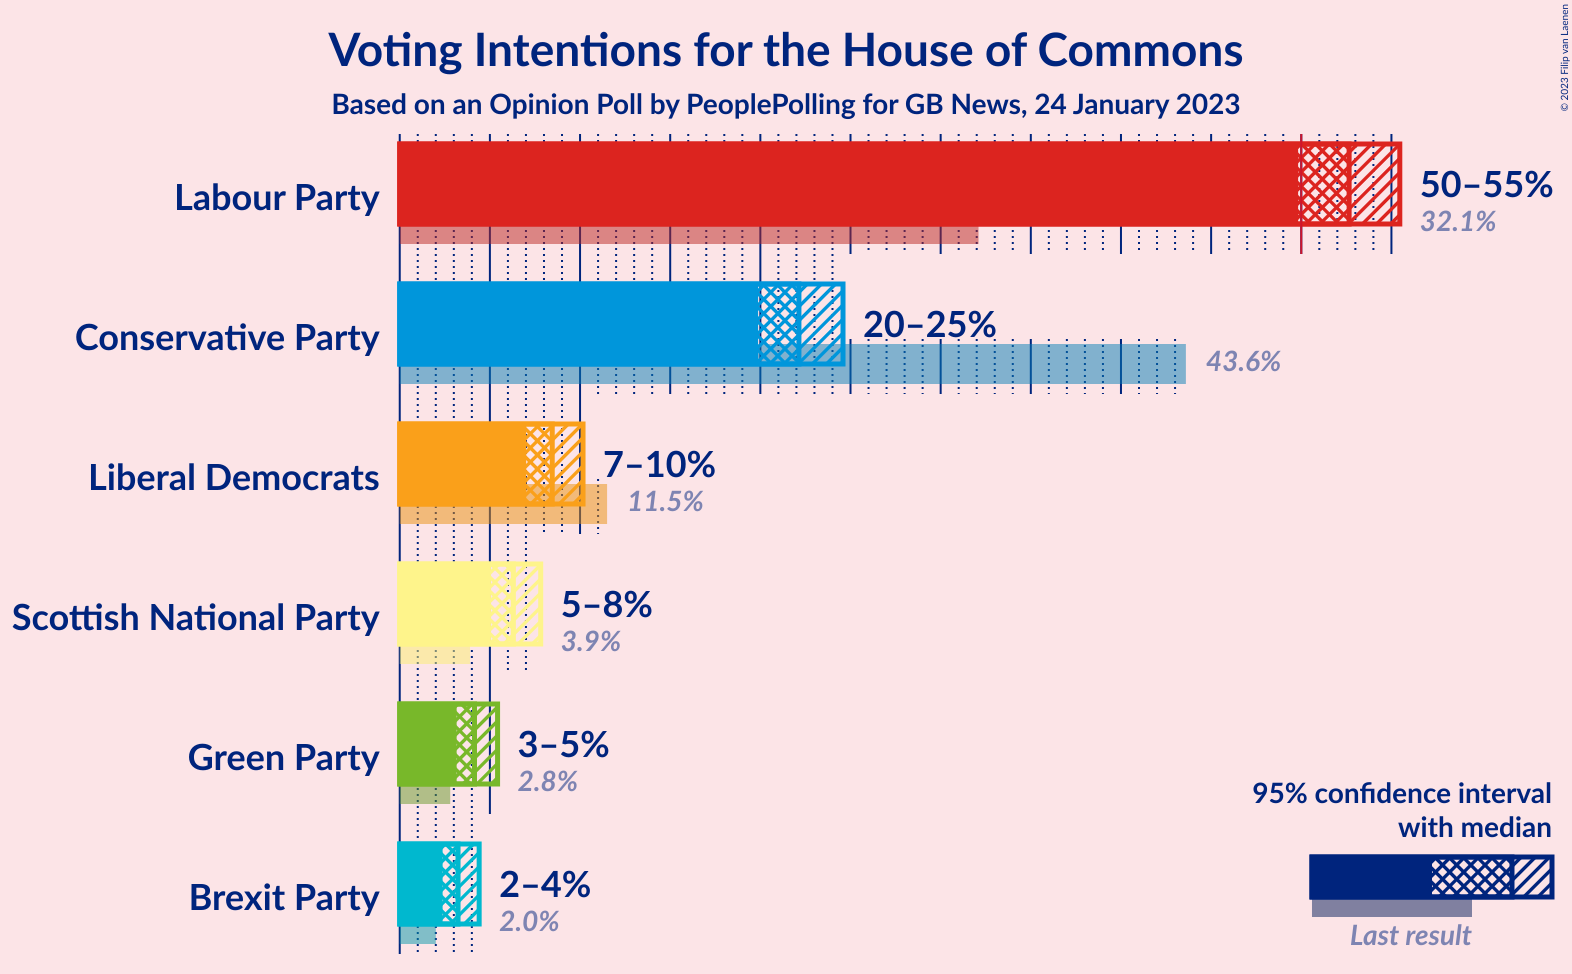 Voting Intentions for the House of Commons
Based on an Opinion Poll by PeoplePolling for GB News, 24 January 2023
© 2023 Filip van Laenen
Labour Party
50–55%
32.1%
Conservative Party
20–25%
43.6%
Liberal Democrats
7–10%
11.5%
Scottish National Party
5–8%
3.9%
Green Party
3–5%
2.8%
Brexit Party
2–4%
2.0%
95% confidence interval
with median
Last result